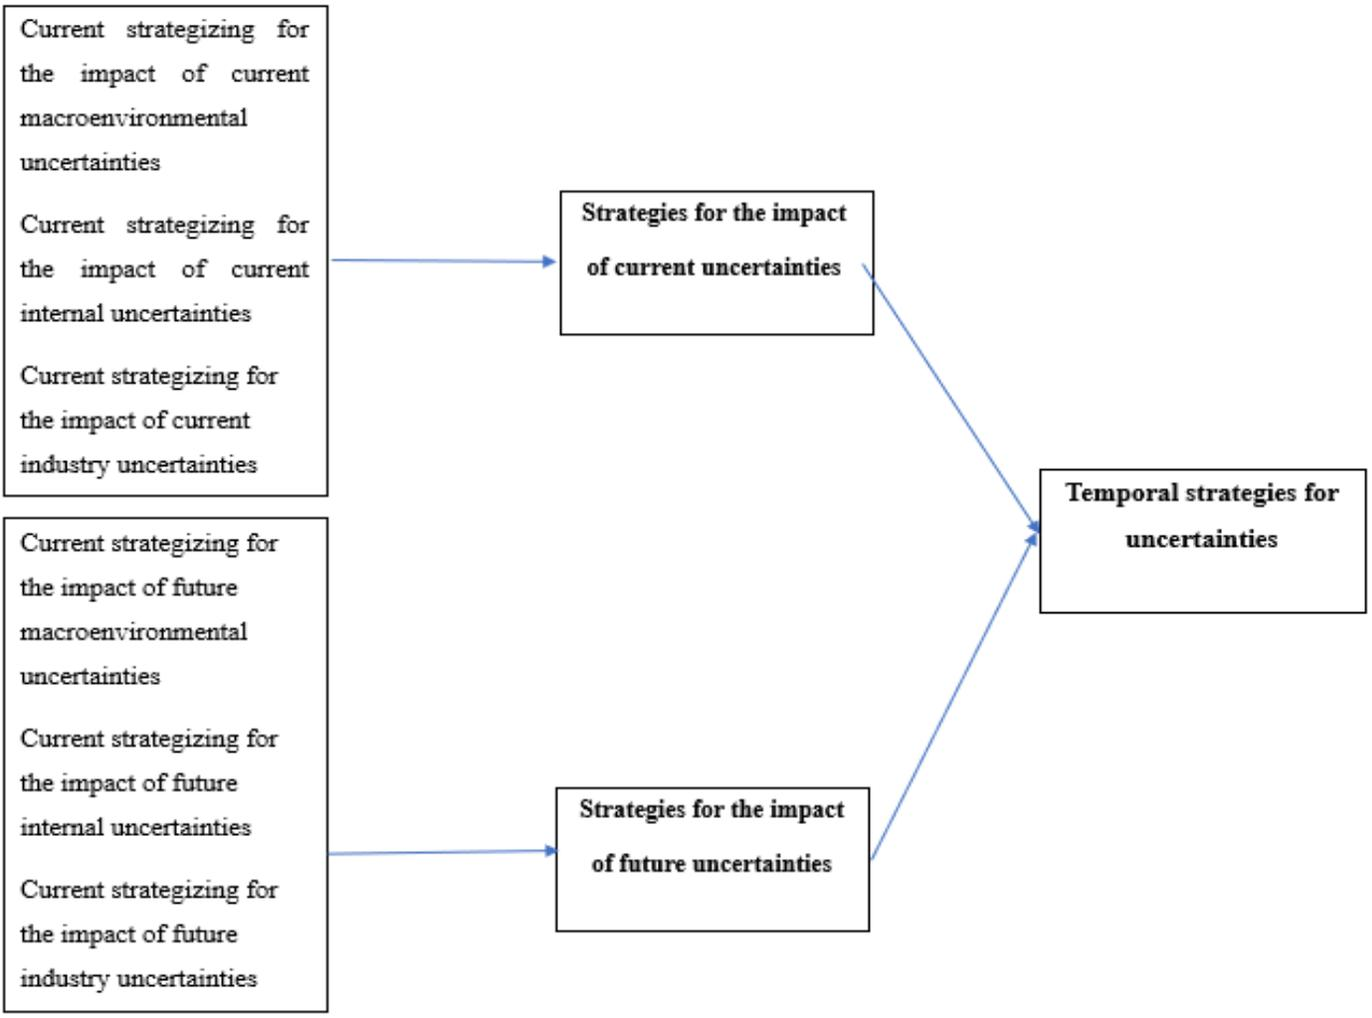 Current strategizing for
the impact of current
macroenvironmental
uncertainties
Current strategizing for
the impact of current
internal uncertainties
Current strategizing for
the impact of current
industry uncertainties
Strategies for the impact
of current uncertainties
Temporal strategies for
uncertainties
Current strategizing for
the impact of future
macroenvironmental
uncertainties
Current strategizing for
the impact of future
internal uncertainties
Current strategizing for
the impact of future
industry uncertainties
Strategies for the impact
of future uncertainties